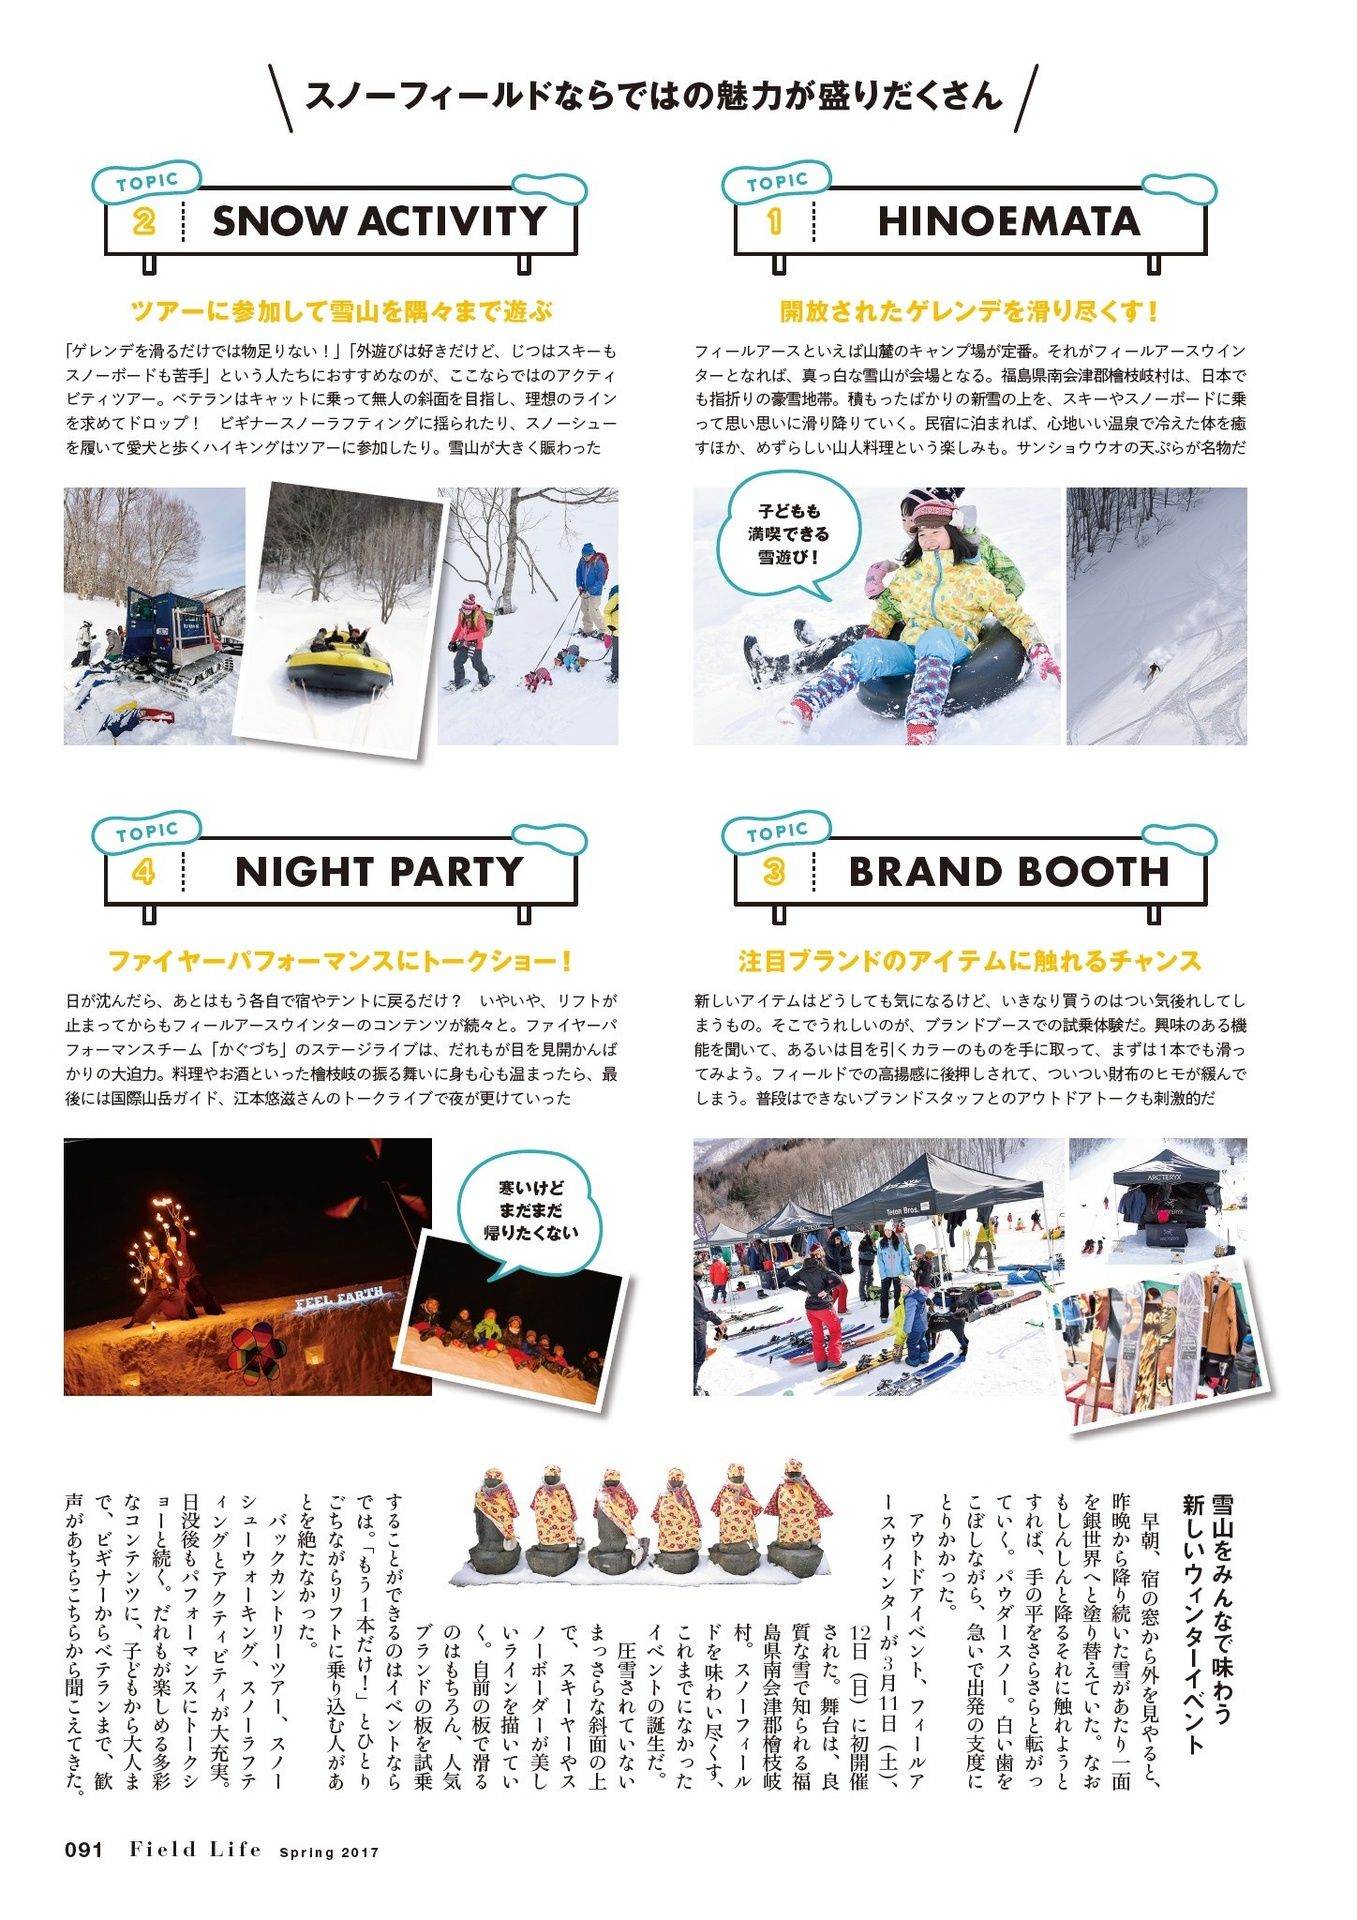 スノーフィールドならではの魅力が盛りだくさん
TOPIC
1
HINOEMATA
開放されたゲレンデを滑り尽くす！
フィールアースといえば山麓のキャンプ場が定番。それがフィールアースウイン
ターとなれば、真っ白な雪山が会場となる。福島県南会津郡檜枝岐村は、日本で
も指折りの豪雪地帯。積もったばかりの新雪の上を、スキーやスノーボードに乗
って思い思いに滑り降りていく。民宿に泊まれば、心地いい温泉で冷えた体を癒
すほか、めずらしい山人料理という楽しみも。サンショウウオの天ぷらが名物だ
子どもも
満喫できる
雪遊び！
TOPIC
2
SNOW ACTIVITY
ツアーに参加して雪山を隅々まで遊ぶ
「ゲレンデを滑るだけでは物足りない！」「外遊びは好きだけど、じつはスキーも
スノーボードも苦手」という人たちにおすすめなのが、ここならではのアクティ
ビティツアー。ベテランはキャットに乗って無人の斜面を目指し、理想のライン
を求めてドロップ！　ビギナースノーラフティングに揺られたり、スノーシュー
を履いて愛犬と歩くハイキングはツアーに参加したり。雪山が大きく賑わった
TOPIC
3
BRAND BOOTH
注目ブランドのアイテムに触れるチャンス
新しいアイテムはどうしても気になるけど、いきなり買うのはつい気後れしてし
まうもの。そこでうれしいのが、ブランドブースでの試乗体験だ。興味のある機
能を聞いて、あるいは目を引くカラーのものを手に取って、まずは1本でも滑っ
てみよう。フィールドでの高揚感に後押しされて、ついつい財布のヒモが緩んで
しまう。普段はできないブランドスタッフとのアウトドアトークも刺激的だ
Teton Bros.
ARC'TERYX
ARC'TERYX
TOPIC
4
NIGHT PARTY
ファイヤーパフォーマンスにトークショー！
日が沈んだら、あとはもう各自で宿やテントに戻るだけ？　いやいや、リフトが
止まってからもフィールアースウインターのコンテンツが続々と。ファイヤーパ
フォーマンスチーム「かぐづち」のステージライブは、だれもが目を見開かんば
かりの大迫力。料理やお酒といった檜枝岐の振る舞いに身も心も温まったら、最
後には国際山岳ガイド、江本悠滋さんのトークライブで夜が更けていった
FEEL EARTH
寒いけど
まだまだ
帰りたくない
雪山をみんなで味わう
新しいウィンターイベント
早朝、宿の窓から外を見やると、
昨晩から降り続いた雪があたり一面
を銀世界へと塗り替えていた。なお
もしんしんと降るそれに触れようと
すれば、手の平をさらさらと転がっ
ていく。パウダースノー。白い歯を
こぼしながら、急いで出発の支度に
とりかかった。
アウトドアイベント、フィールア
ースウインターが3月11日（土）、
12日（日）に初開催
された。舞台は、良
質な雪で知られる福
島県南会津郡檜枝岐
村。スノーフィール
ドを味わい尽くす、
これまでになかった
イベントの誕生だ。
圧雪されていない
まっさらな斜面の上
で、スキーヤーやス
ノーボーダーが美し
いラインを描いてい
く。自前の板で滑る
のはもちろん、人気
ブランドの板を試乗
することができるのはイベントなら
では。「もう1本だけ！」とひとり
ごちながらリフトに乗り込む人があ
とを絶たなかった。
バックカントリーツアー、スノー
シューウォーキング、スノーラフテ
ィングとアクティビティが大充実。
日没後もパフォーマンスにトークシ
ョーと続く。だれもが楽しめる多彩
なコンテンツに、子どもから大人ま
で、ビギナーからベテランまで、歓
声があちらこちらから聞こえてきた。
091 Field Life Spring 2017